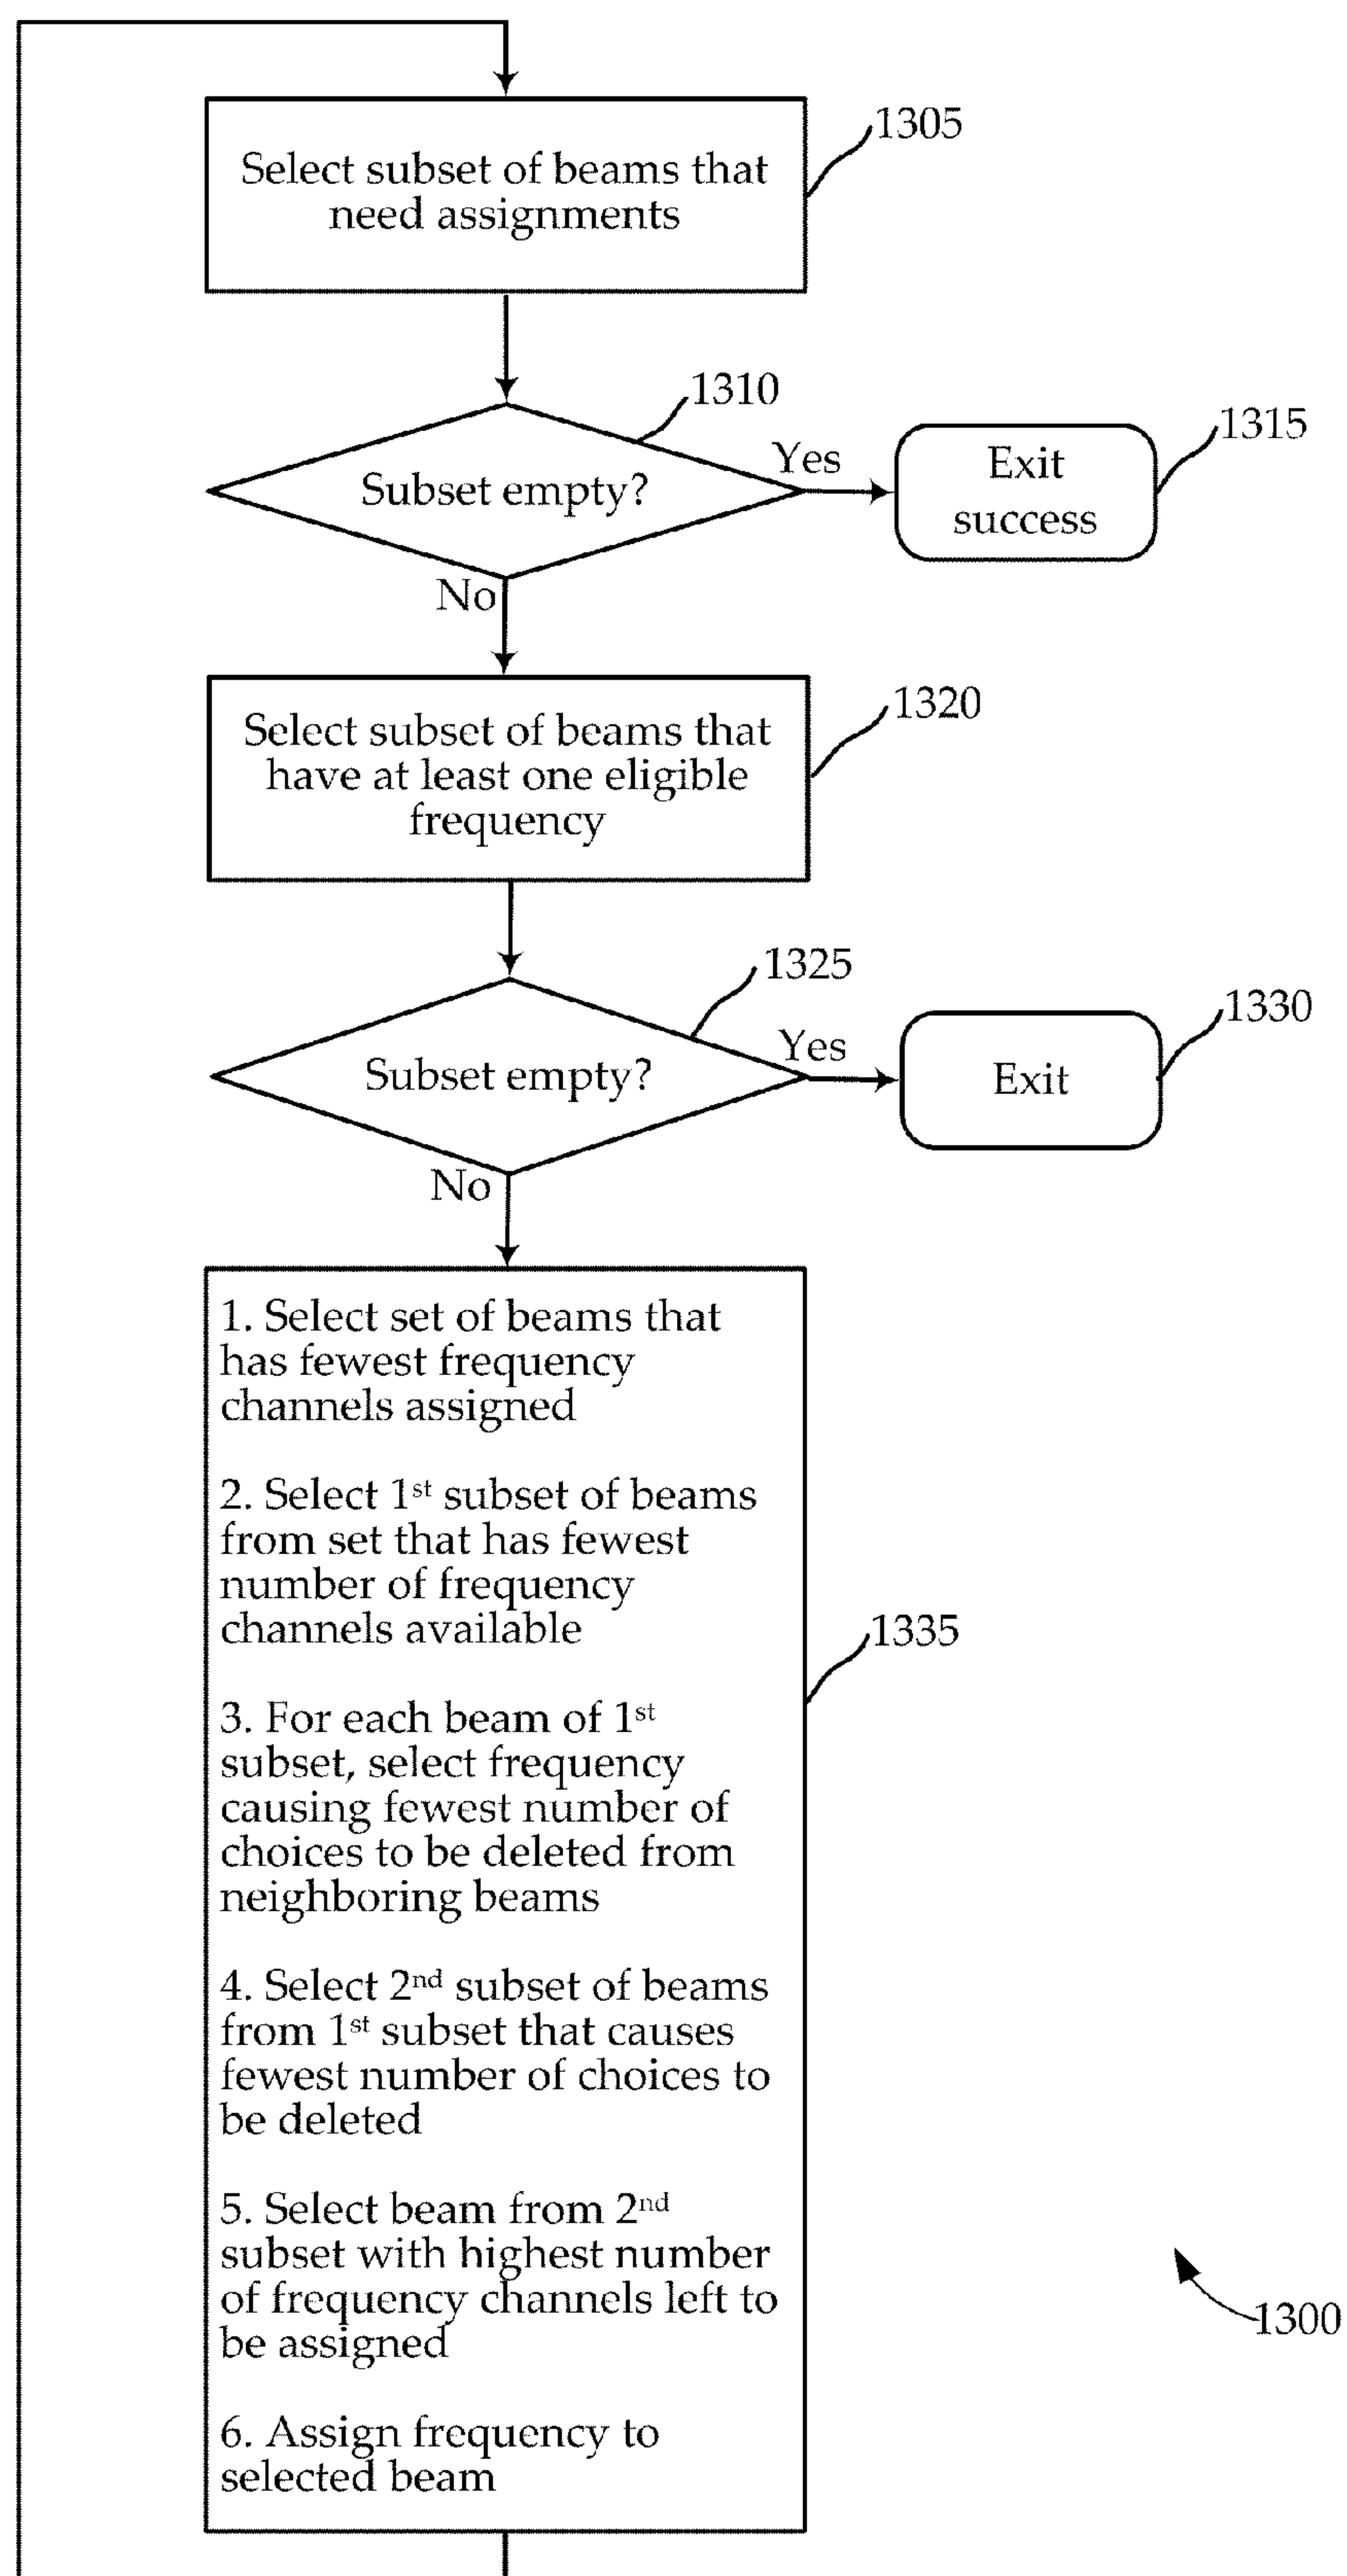 1305
Select subset of beams that
need assignments
1310
Subset empty?
Yes
1315
Exit
success
No
1320
Select subset of beams that
have at least one eligible
frequency
1325
Subset empty?
Yes
1330
Exit
No
1. Select set of beams that
has fewest frequency
channels assigned
2. Select 1st subset of beams
from set that has fewest
number of frequency
channels available
1335
3. For each beam of 1st
subset, select frequency
causing fewest number of
choices to be deleted from
neighboring beams
4. Select 2nd subset of beams
from 1st subset that causes
fewest number of choices to
be deleted
5. Select beam from 2nd
subset with highest number
of frequency channels left to
be assigned
1300
6. Assign frequency to
selected beam